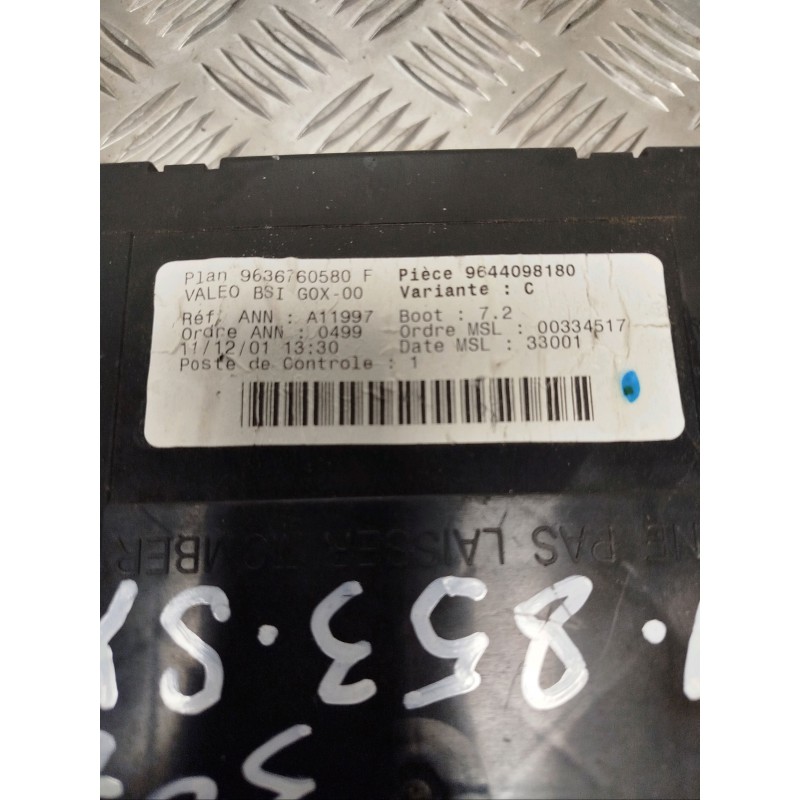 Plan 9636760580 F Pièce 9644098180
VALEO BSI G0X-00 Variante : C
Réf. ANN : A11997 Boot : 7.2
Ordre ANN : 0499 Ordre MSL : 00334517
11/12/01 13:30 Date MSL : 33001
Poste de Controle : 1
NE PAS LAISSER TOMBER
853.